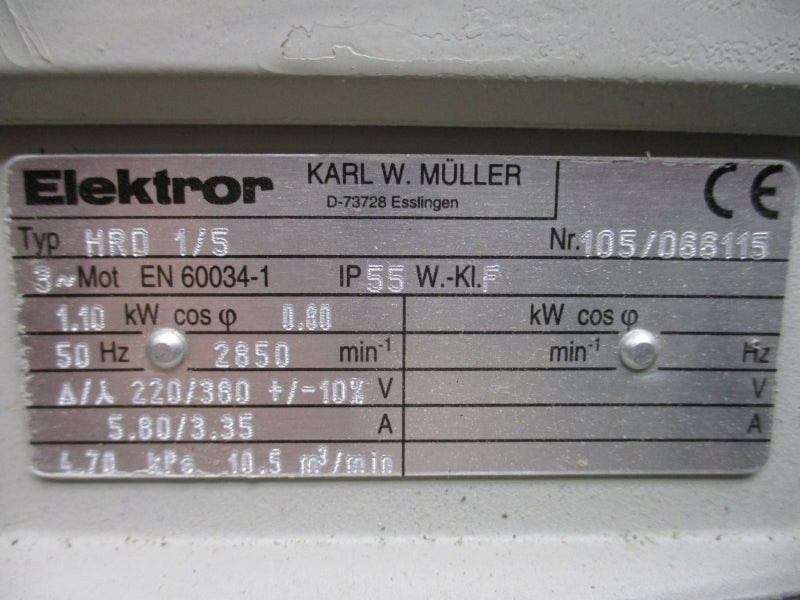 Elektror KARL W. MÜLLER CE
D-73728 Esslingen
Typ HRD 1/5 Nr. 105/066115
3~Mot EN 60034-1 IP 55 W.-Kl. F
1.10 kW cos φ 0.80 kW cos φ
50 Hz 2850 min-1 min-1 Hz
Δ/⅄ 220/380 +/-10% V V
5.80/3.35 A A
4.70 kPa 10.5 m³/min